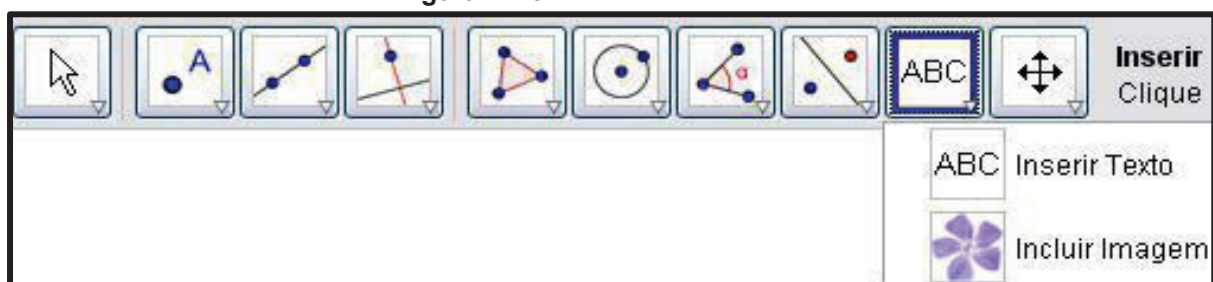 A
α
ABC
Inserir
Clique
ABC Inserir Texto
Incluir Imagem